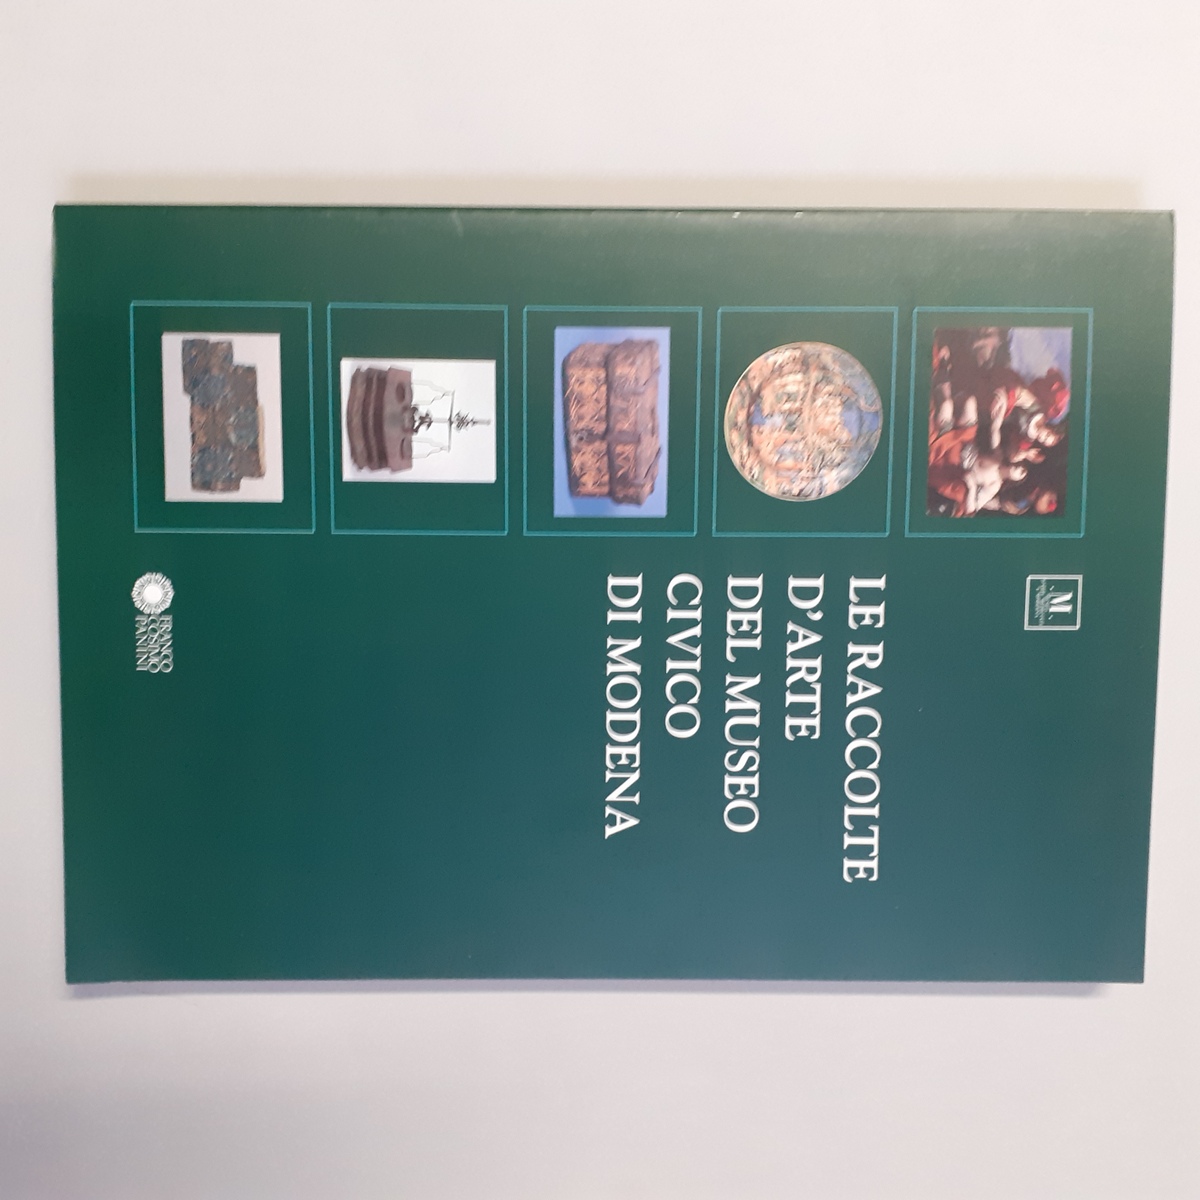 M
LE RACCOLTE
D'ARTE
DEL MUSEO
CIVICO
DI MODENA
FRANCO
COSIMO
PANINI